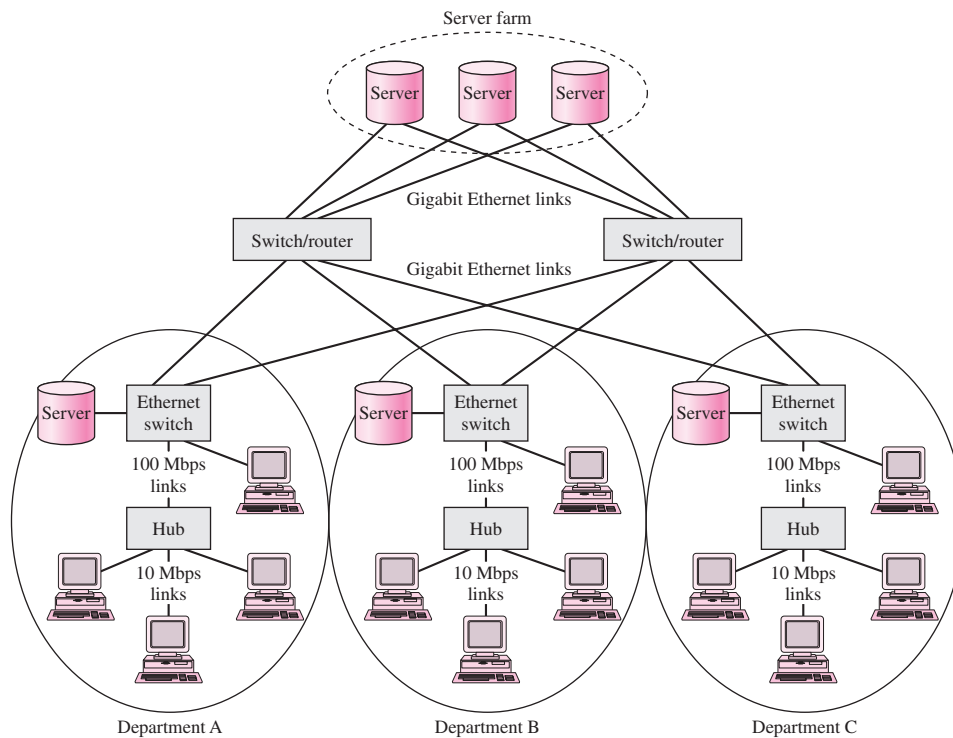 Server farm
Server Server Server
Gigabit Ethernet links
Switch/router Switch/router
Gigabit Ethernet links
Server
Ethernet
switch
100 Mbps
links
Hub
10 Mbps
links
Department A
Server
Ethernet
switch
100 Mbps
links
Hub
10 Mbps
links
Department B
Server
Ethernet
switch
100 Mbps
links
Hub
10 Mbps
links
Department C